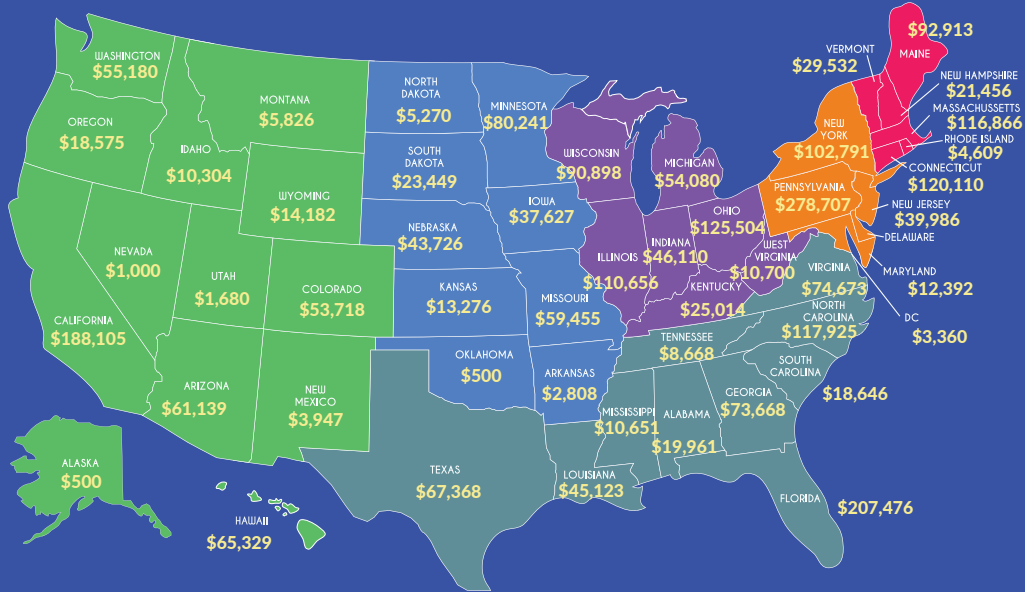 WASHINGTON
$55,180
OREGON
$18,575
IDAHO
$10,304
MONTANA
$5,826
WYOMING
$14,182
NEVADA
$1,000
UTAH
$1,680
COLORADO
$53,718
CALIFORNIA
$188,105
ARIZONA
$61,139
NEW
MEXICO
$3,947
ALASKA
$500
HAWAII
$65,329
NORTH
DAKOTA
$5,270
MINNESOTA
$80,241
SOUTH
DAKOTA
$23,449
IOWA
$37,627
NEBRASKA
$43,726
KANSAS
$13,276
MISSOURI
$59,455
OKLAHOMA
$500
ARKANSAS
$2,808
WISCONSIN
$90,898
MICHIGAN
$54,080
ILLINOIS
$110,656
INDIANA
$46,110
OHIO
$125,504
WEST
VIRGINIA
$10,700
KENTUCKY
$25,014
TEXAS
$67,368
LOUISIANA
$45,123
MISSISSIPPI
$10,651
ALABAMA
$19,961
TENNESSEE
$8,668
GEORGIA
$73,668
FLORIDA
$207,476
SOUTH
CAROLINA
$18,646
NORTH
CAROLINA
$117,925
VIRGINIA
$74,673
NEW
YORK
$102,791
PENNSYLVANIA
$278,707
NEW JERSEY
$39,986
DELAWARE
MARYLAND
$12,392
DC
$3,360
$92,913
MAINE
VERMONT
$29,532
NEW HAMPSHIRE
$21,456
MASSACHUSSETTS
$116,866
RHODE ISLAND
$4,609
CONNECTICUT
$120,110